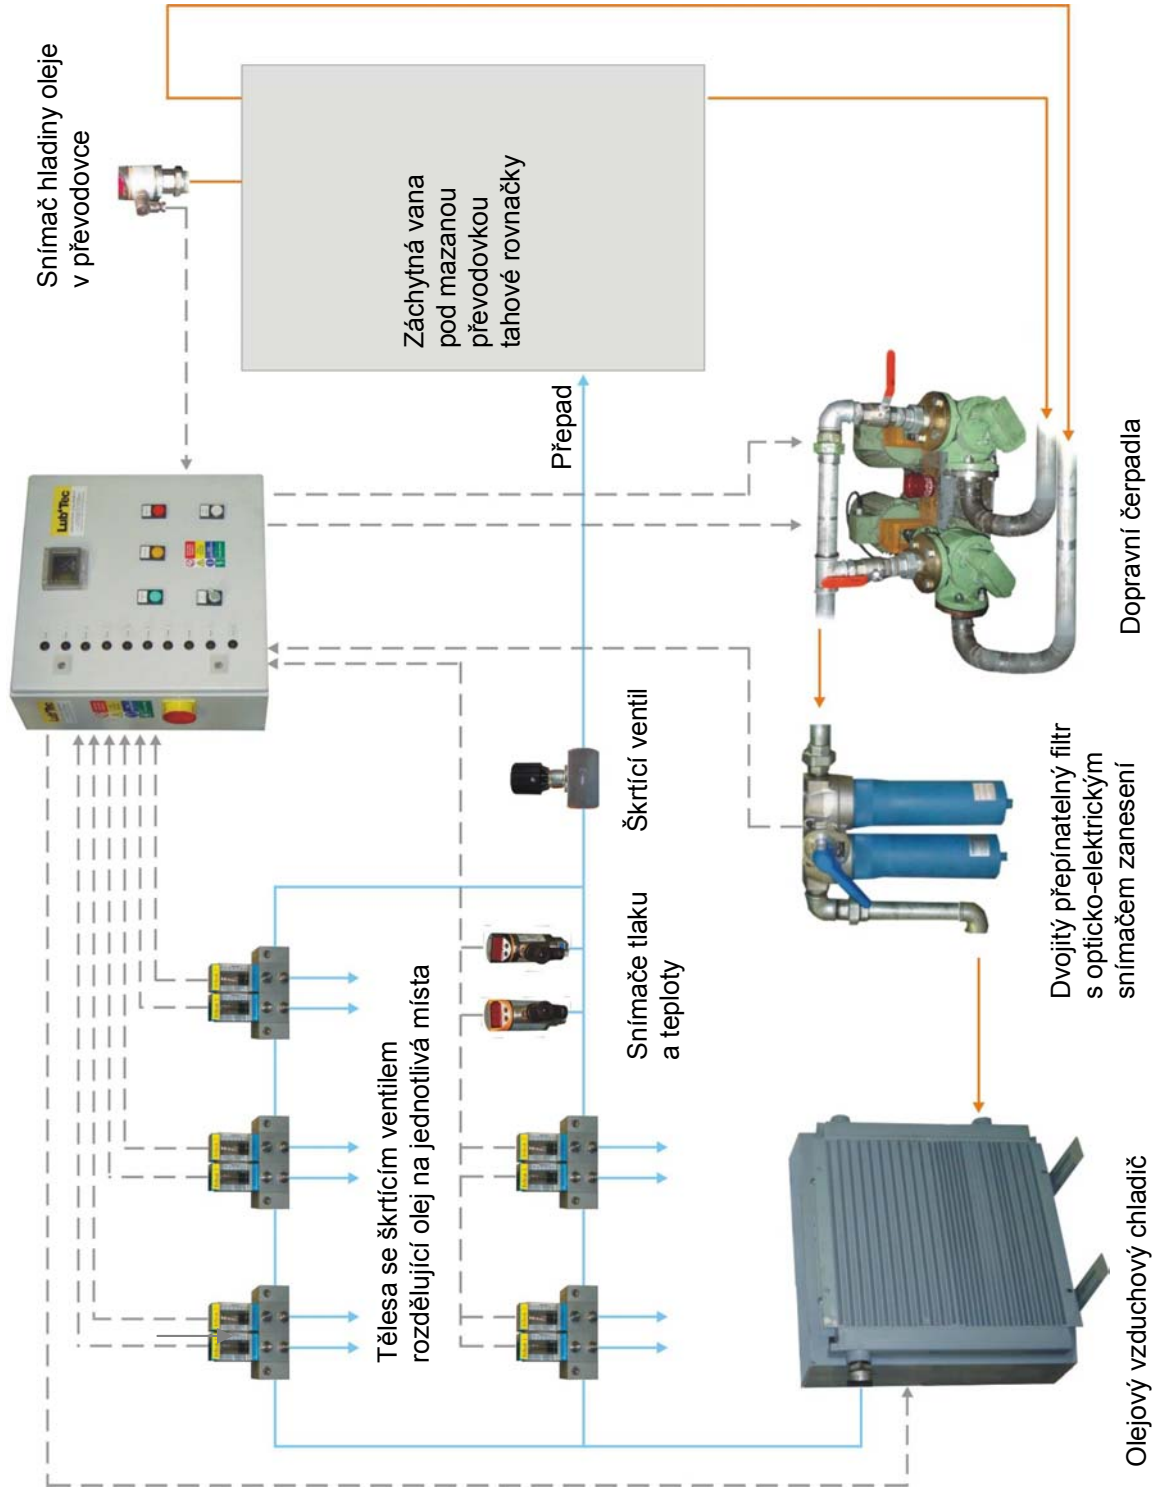 Snímač hladiny oleje
v převodovce
Záchytná vana
pod mazanou
převodovkou
tahové rovnačky
Přepad
Lub*Tec
Škrtící ventil
Snímače tlaku
a teploty
Tělesa se škrtícím ventilem
rozdělující olej na jednotlivá místa
Dopravní čerpadla
Dvojitý přepínatelný filtr
s opticko-elektrickým
snímačem zanesení
Olejový vzduchový chladič